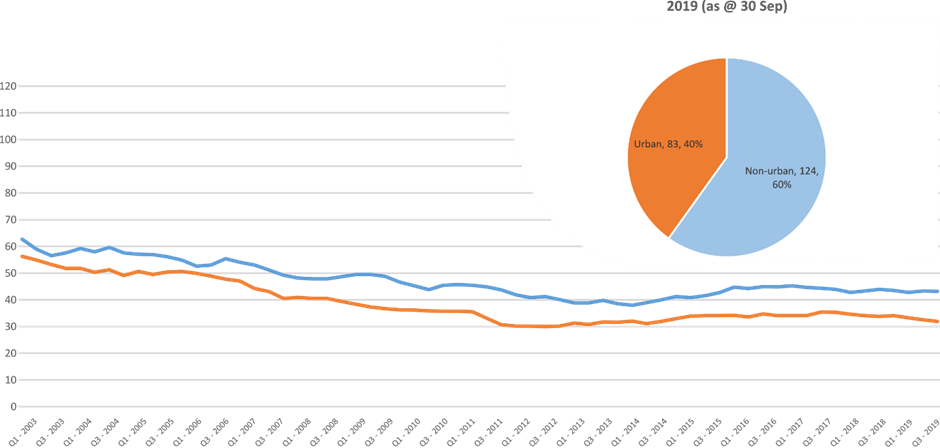 2019 (as @ 30 Sep)
Urban, 83, 40%
Non-urban, 124,
60%
120
110
100
90
80
70
60
50
40
30
20
10
0
Q1 - 2003
Q3 - 2003
Q1 - 2004
Q3 - 2004
Q1 - 2005
Q3 - 2005
Q1 - 2006
Q3 - 2006
Q1 - 2007
Q3 - 2007
Q1 - 2008
Q3 - 2008
Q1 - 2009
Q3 - 2009
Q1 - 2010
Q3 - 2010
Q1 - 2011
Q3 - 2011
Q1 - 2012
Q3 - 2012
Q1 - 2013
Q3 - 2013
Q1 - 2014
Q3 - 2014
Q1 - 2015
Q3 - 2015
Q1 - 2016
Q3 - 2016
Q1 - 2017
Q3 - 2017
Q1 - 2018
Q3 - 2018
Q1 - 2019
Q3 - 2019